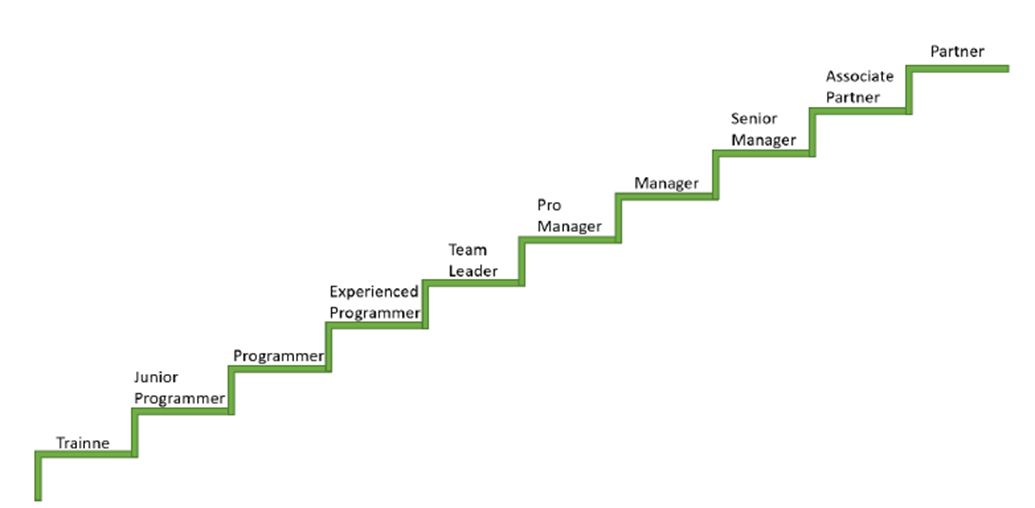 Partner
Associate
Partner
Senior
Manager
Manager
Pro
Manager
Team
Leader
Experienced
Programmer
Programmer
Junior
Programmer
Trainne